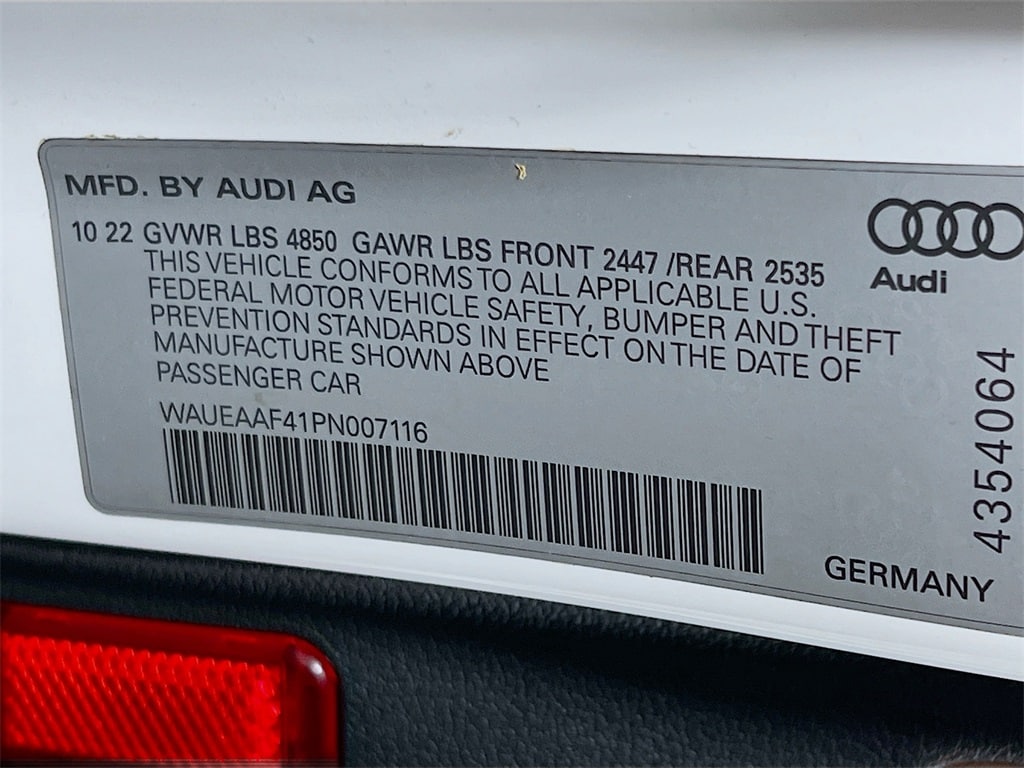 MFD. BY AUDI AG
10 22 GVWR LBS 4850 GAWR LBS FRONT 2447 /REAR 2535
THIS VEHICLE CONFORMS TO ALL APPLICABLE U.S.
FEDERAL MOTOR VEHICLE SAFETY, BUMPER AND THEFT
PREVENTION STANDARDS IN EFFECT ON THE DATE OF
MANUFACTURE SHOWN ABOVE
PASSENGER CAR
WAUEAAF41PN007116
Audi
4354064
GERMANY